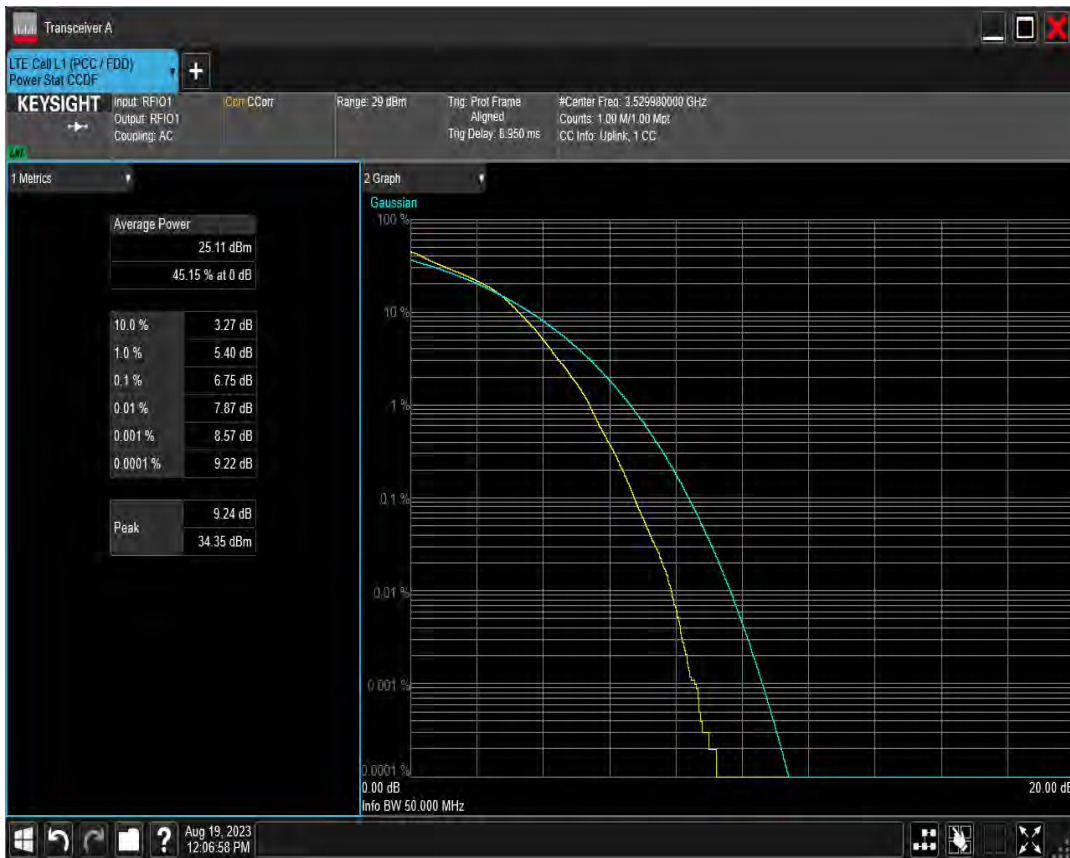 Transceiver A
LTE Cell L1 (PCC / FDD)
Power Stat CCDF
+
KEYSIGHT
Input: RFIO1
Output: RFIO1
Coupling: AC
Corr CCorr
Range: 29 dBm
Trig: Prot Frame
Aligned
Trig Delay: 8.950 ms
#Center Freq: 3.529980000 GHz
Counts: 1.00 M/1.00 Mpt
CC Info: Uplink, 1 CC
LXI
1 Metrics
Average Power
25.11 dBm
45.15 % at 0 dB
10.0 % 3.27 dB
1.0 % 5.40 dB
0.1 % 6.75 dB
0.01 % 7.87 dB
0.001 % 8.57 dB
0.0001 % 9.22 dB
Peak
9.24 dB
34.35 dBm
2 Graph
Gaussian
100 %
10 %
1 %
0.1 %
0.01 %
0.001 %
0.0001 %
0.00 dB
20.00 dB
Info BW 50.000 MHz
?
Aug 19, 2023
12:06:58 PM